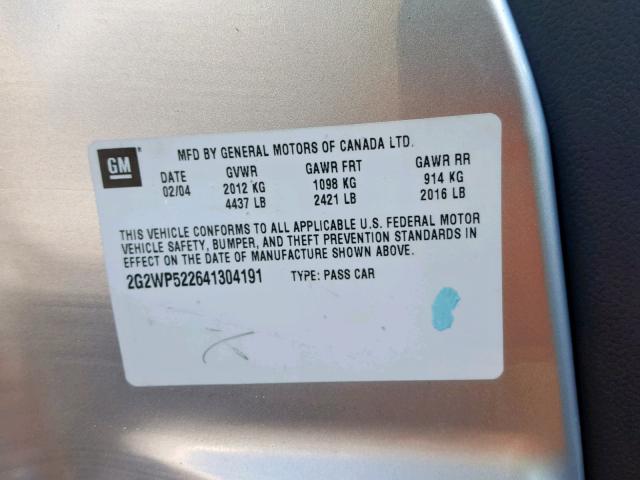 GM
MFD BY GENERAL MOTORS OF CANADA LTD.
DATE GVWR GAWR FRT GAWR RR
02/04 2012 KG 1098 KG 914 KG
4437 LB 2421 LB 2016 LB
THIS VEHICLE CONFORMS TO ALL APPLICABLE U.S. FEDERAL MOTOR
VEHICLE SAFETY, BUMPER, AND THEFT PREVENTION STANDARDS IN
EFFECT ON THE DATE OF MANUFACTURE SHOWN ABOVE.
2G2WP522641304191 TYPE: PASS CAR